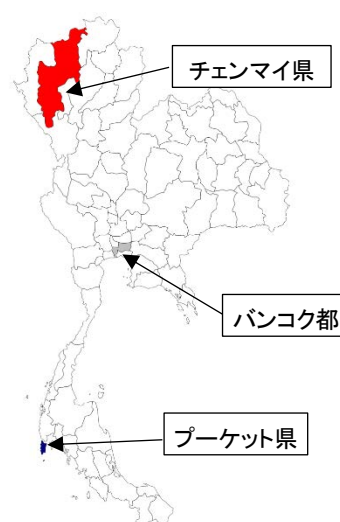 チェンマイ県
バンコク都
プーケット県